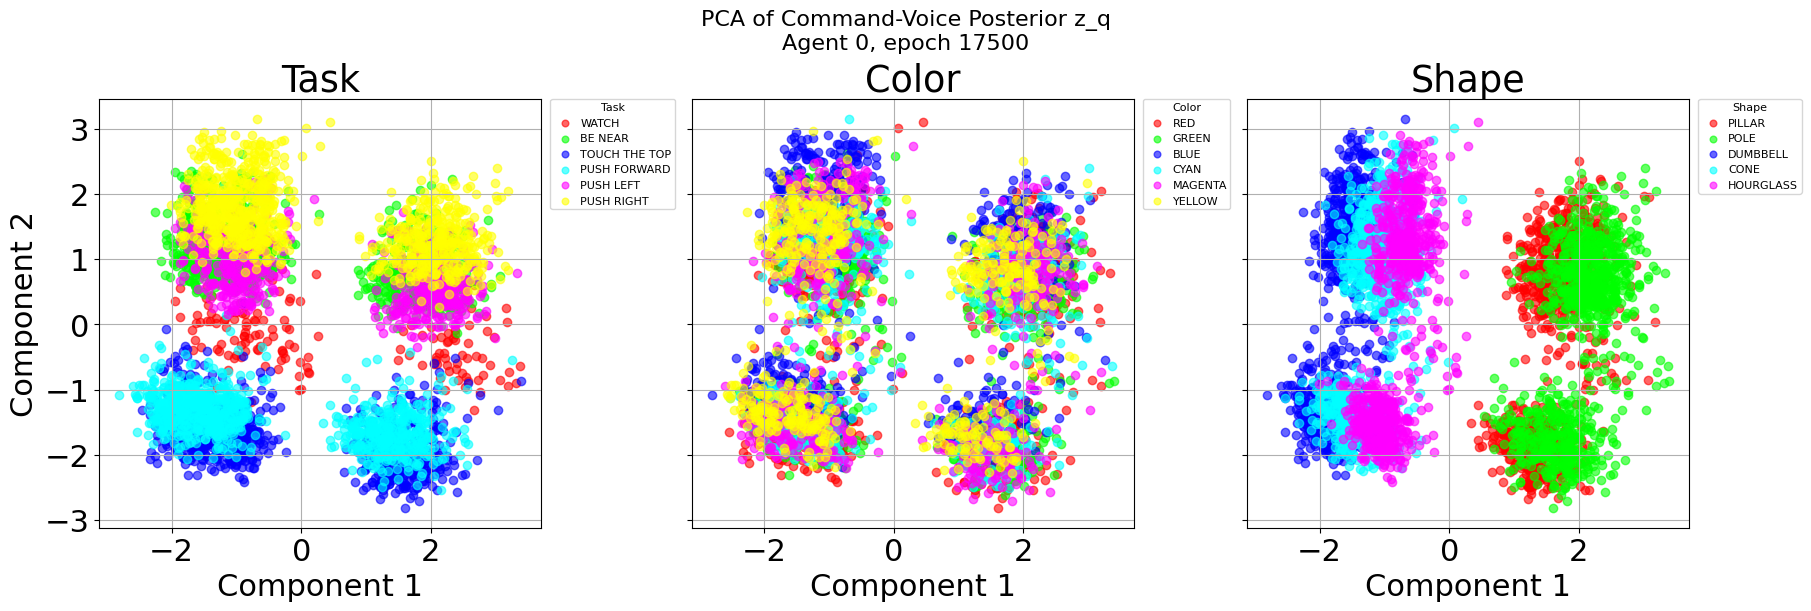 PCA of Command-Voice Posterior z_q
Agent 0, epoch 17500
Task
Component 2
3
2
1
0
−1
−2
−3
−2
0
2
Component 1
Task
WATCH
BE NEAR
TOUCH THE TOP
PUSH FORWARD
PUSH LEFT
PUSH RIGHT
Color
−2
0
2
Component 1
Color
RED
GREEN
BLUE
CYAN
MAGENTA
YELLOW
Shape
−2
0
2
Component 1
Shape
PILLAR
POLE
DUMBBELL
CONE
HOURGLASS